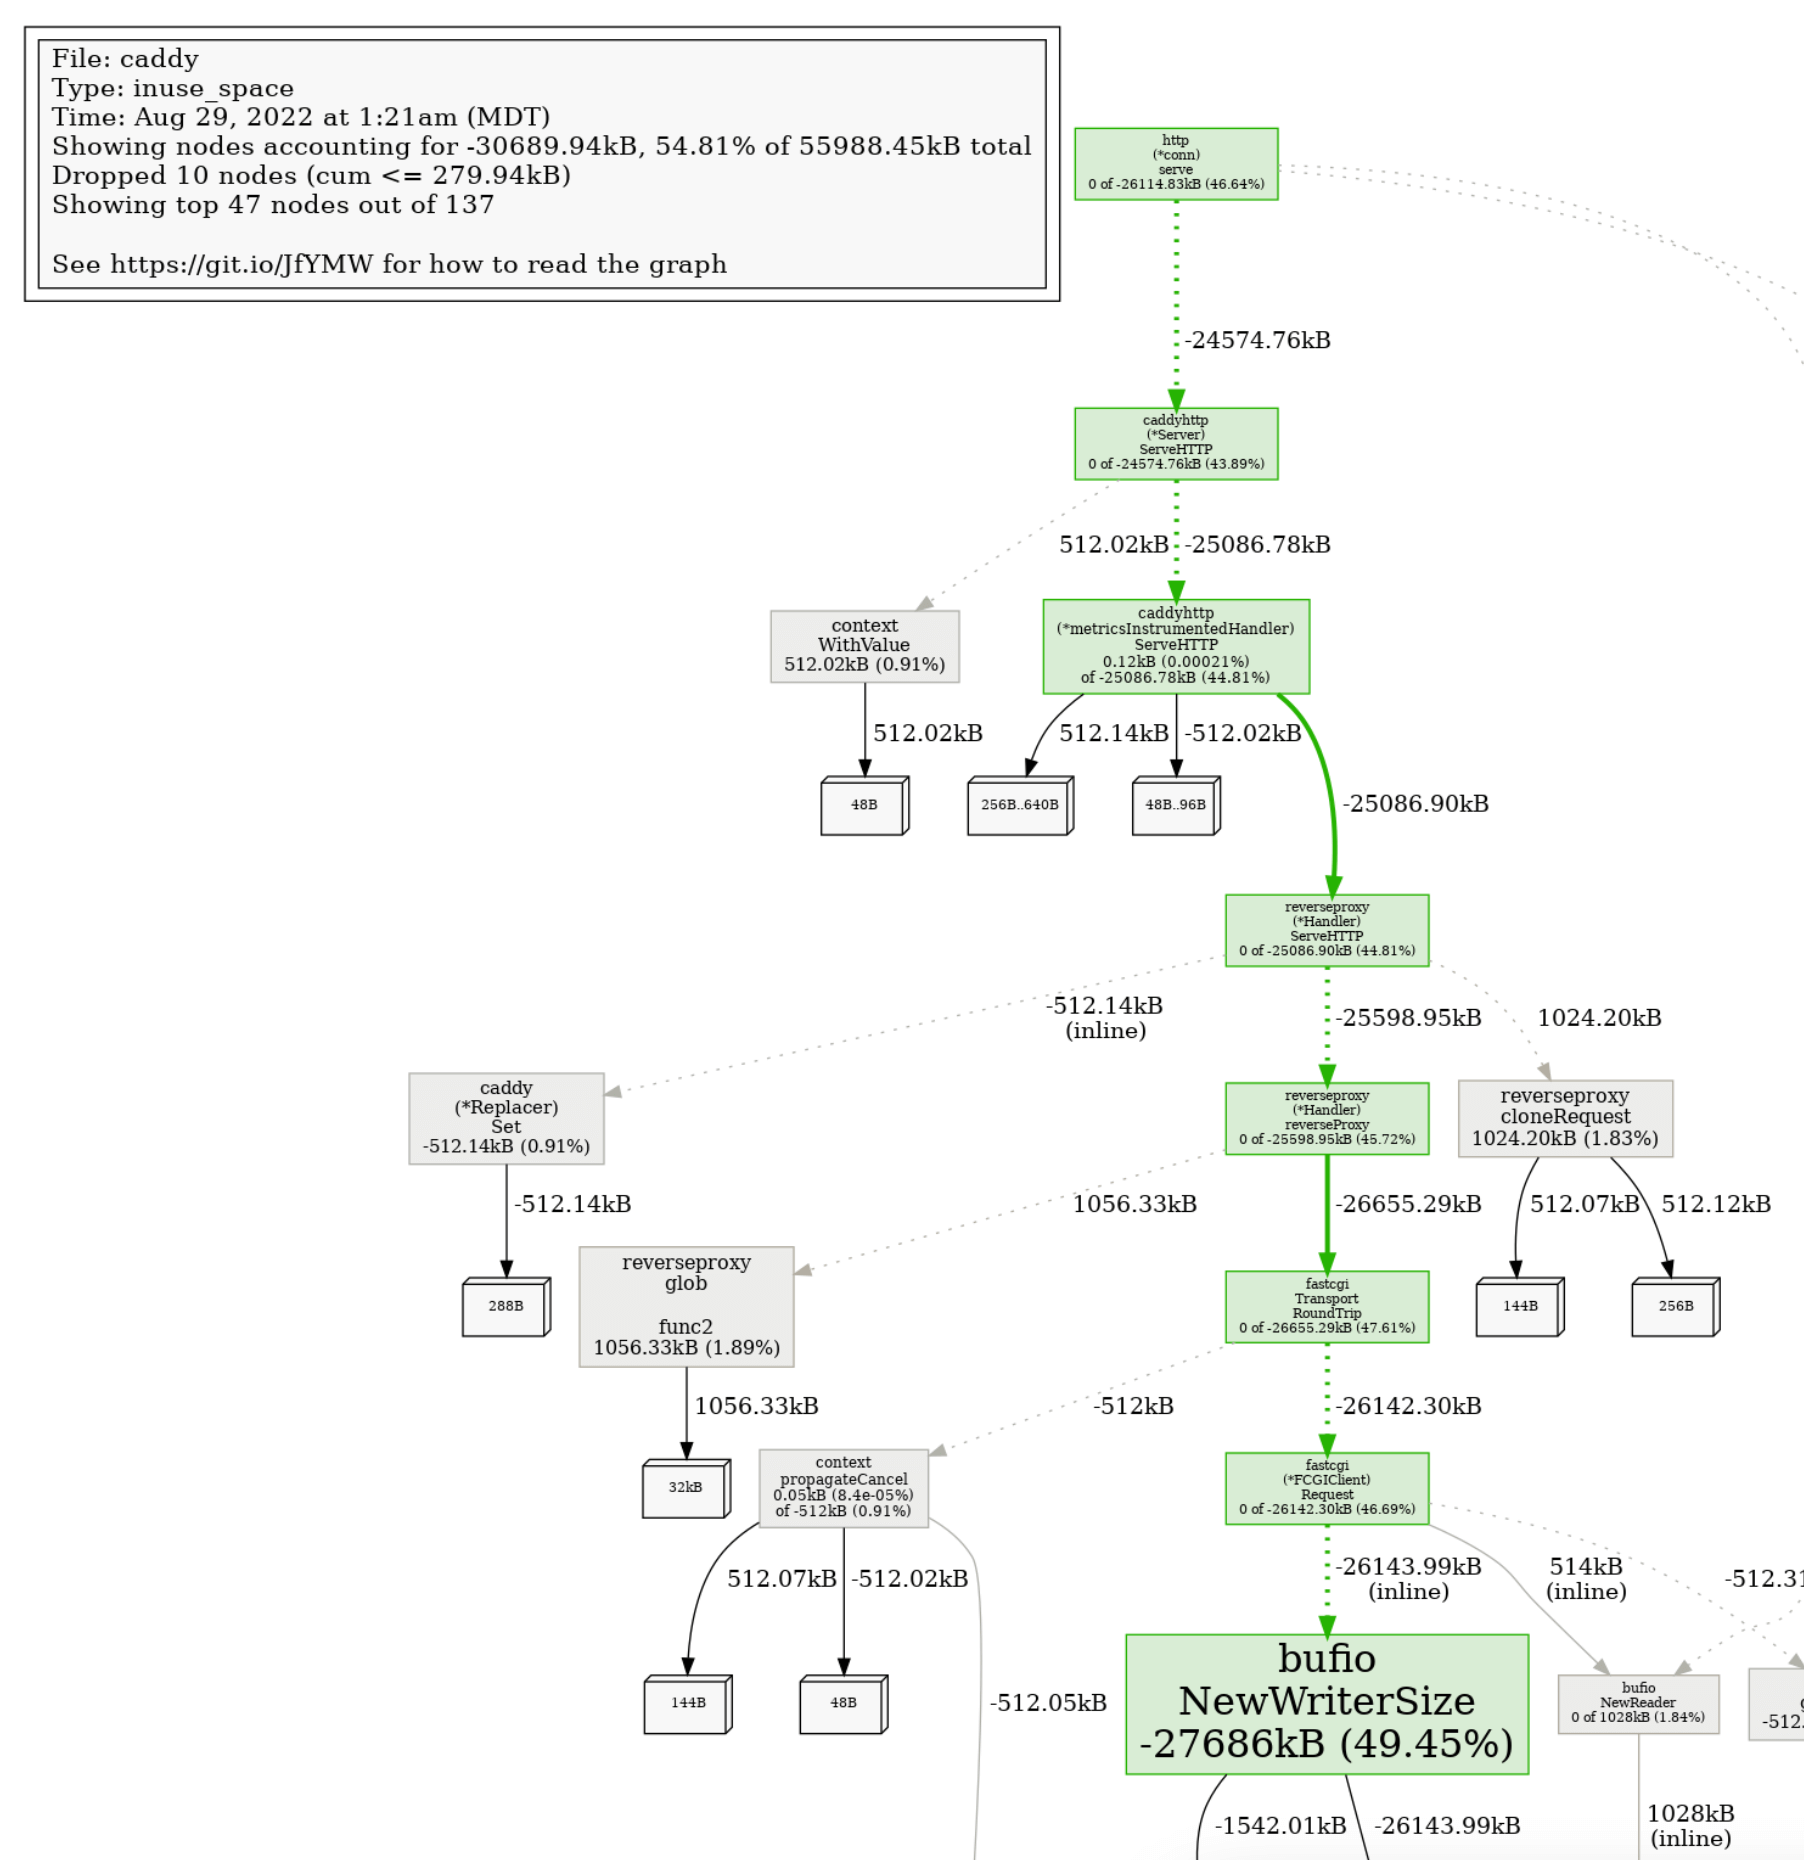 File: caddy
Type: inuse_space
Time: Aug 29, 2022 at 1:21am (MDT)
Showing nodes accounting for -30689.94kB, 54.81% of 55988.45kB total
Dropped 10 nodes (cum <= 279.94kB)
Showing top 47 nodes out of 137
See https://git.io/JfYMW for how to read the graph
http
(*conn)
serve
0 of -26114.83kB (46.64%)
-24574.76kB
caddyhttp
(*Server)
ServeHTTP
0 of -24574.76kB (43.89%)
512.02kB
-25086.78kB
context
WithValue
512.02kB (0.91%)
caddyhttp
(*metricsInstrumentedHandler)
ServeHTTP
0.12kB (0.00021%)
of -25086.78kB (44.81%)
512.02kB
512.14kB
-512.02kB
48B
256B..640B
48B..96B
-25086.90kB
reverseproxy
(*Handler)
ServeHTTP
0 of -25086.90kB (44.81%)
-512.14kB
(inline)
-25598.95kB
1024.20kB
caddy
(*Replacer)
Set
-512.14kB (0.91%)
reverseproxy
(*Handler)
reverseProxy
0 of -25598.95kB (45.72%)
reverseproxy
cloneRequest
1024.20kB (1.83%)
-512.14kB
1056.33kB
-26655.29kB
512.07kB
512.12kB
288B
reverseproxy
glob
func2
1056.33kB (1.89%)
fastcgi
Transport
RoundTrip
0 of -26655.29kB (47.61%)
144B
256B
1056.33kB
-512kB
-26142.30kB
32kB
context
propagateCancel
0.05kB (8.4e-05%)
of -512kB (0.91%)
fastcgi
(*FCGIClient)
Request
0 of -26142.30kB (46.69%)
512.07kB
-512.02kB
-26143.99kB
(inline)
514kB
(inline)
-512.31
144B
48B
-512.05kB
bufio
NewWriterSize
-27686kB (49.45%)
bufio
NewReader
0 of 1028kB (1.84%)
-512.
-1542.01kB
-26143.99kB
1028kB
(inline)